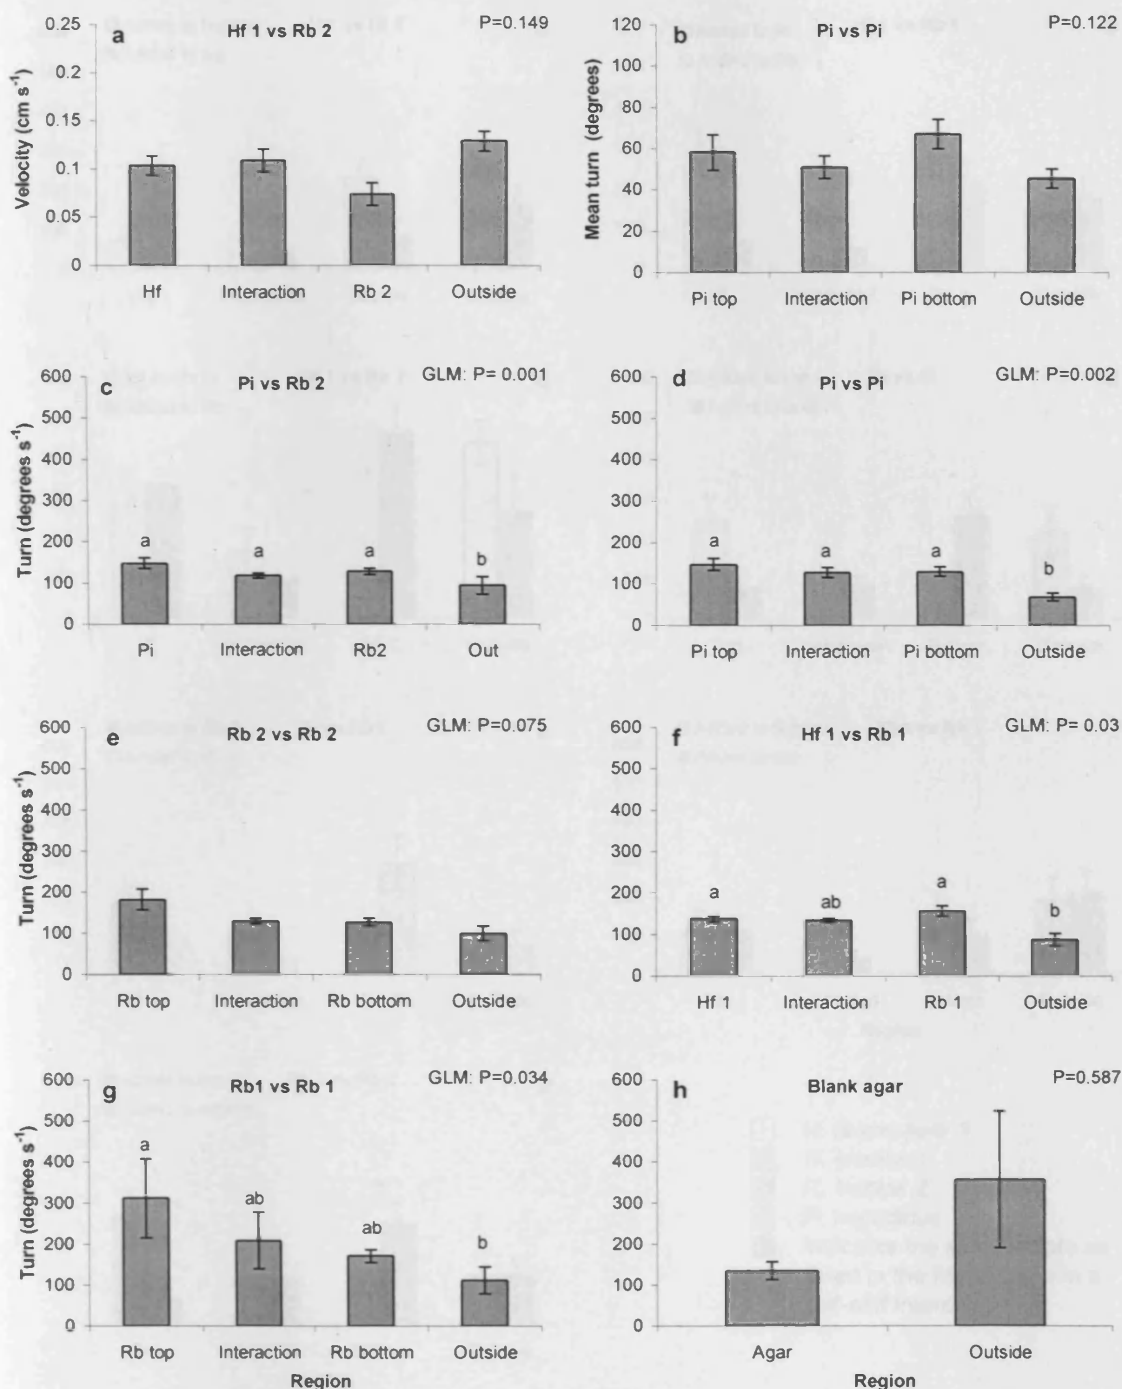 a
Hf 1 vs Rb 2
P=0.149
0.25
0.2
0.15
0.1
0.05
0
Velocity (cm s⁻¹)
Hf
Interaction
Rb 2
Outside
b
Pi vs Pi
P=0.122
120
100
80
60
40
20
0
Mean turn (degrees)
Pi top
Interaction
Pi bottom
Outside
c
Pi vs Rb 2
GLM: P= 0.001
600
500
400
300
200
100
0
Turn (degrees s⁻¹)
a
a
a
b
Pi
Interaction
Rb2
Out
d
Pi vs Pi
GLM: P=0.002
600
500
400
300
200
100
0
a
a
a
b
Pi top
Interaction
Pi bottom
Outside
e
Rb 2 vs Rb 2
GLM: P=0.075
600
500
400
300
200
100
0
Turn (degrees s⁻¹)
Rb top
Interaction
Rb bottom
Outside
f
Hf 1 vs Rb 1
GLM: P= 0.03
600
500
400
300
200
100
0
a
ab
a
b
Hf 1
Interaction
Rb 1
Outside
g
Rb1 vs Rb 1
GLM: P=0.034
600
500
400
300
200
100
0
Turn (degrees s⁻¹)
a
ab
ab
b
Rb top
Interaction
Rb bottom
Outside
Region
h
Blank agar
P=0.587
600
500
400
300
200
100
0
Agar
Outside
Region